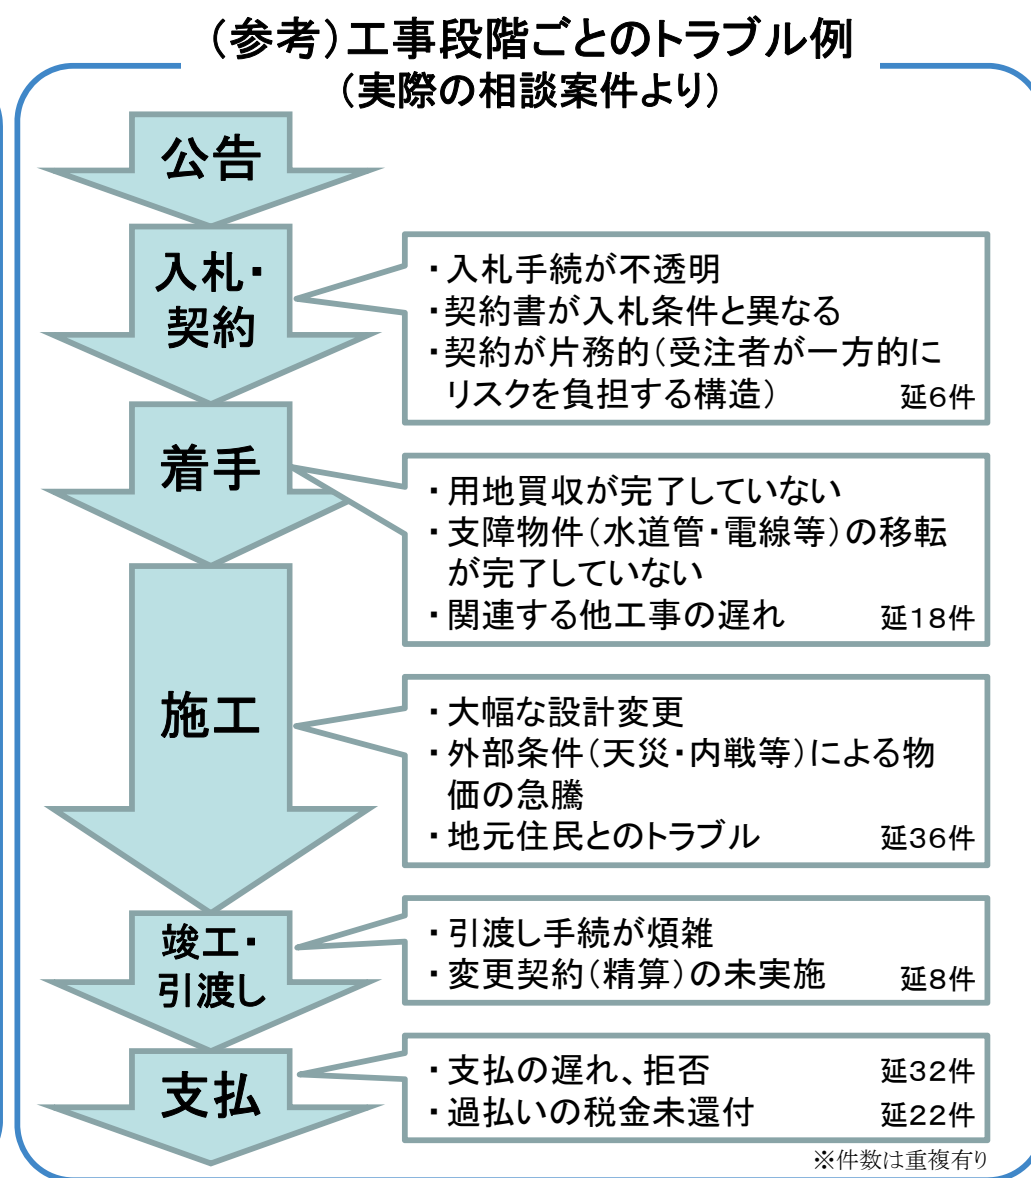 （参考）工事段階ごとのトラブル例
（実際の相談案件より）
公告
入札・
契約
・入札手続が不透明
・契約書が入札条件と異なる
・契約が片務的（受注者が一方的に
リスクを負担する構造）　延6件
着手
・用地買収が完了していない
・支障物件（水道管・電線等）の移転
が完了していない
・関連する他工事の遅れ　延18件
施工
・大幅な設計変更
・外部条件（天災・内戦等）による物
価の急騰
・地元住民とのトラブル　延36件
竣工・
引渡し
・引渡し手続が煩雑
・変更契約（精算）の未実施　延8件
支払
・支払の遅れ、拒否　延32件
・過払いの税金未還付　延22件
※件数は重複有り